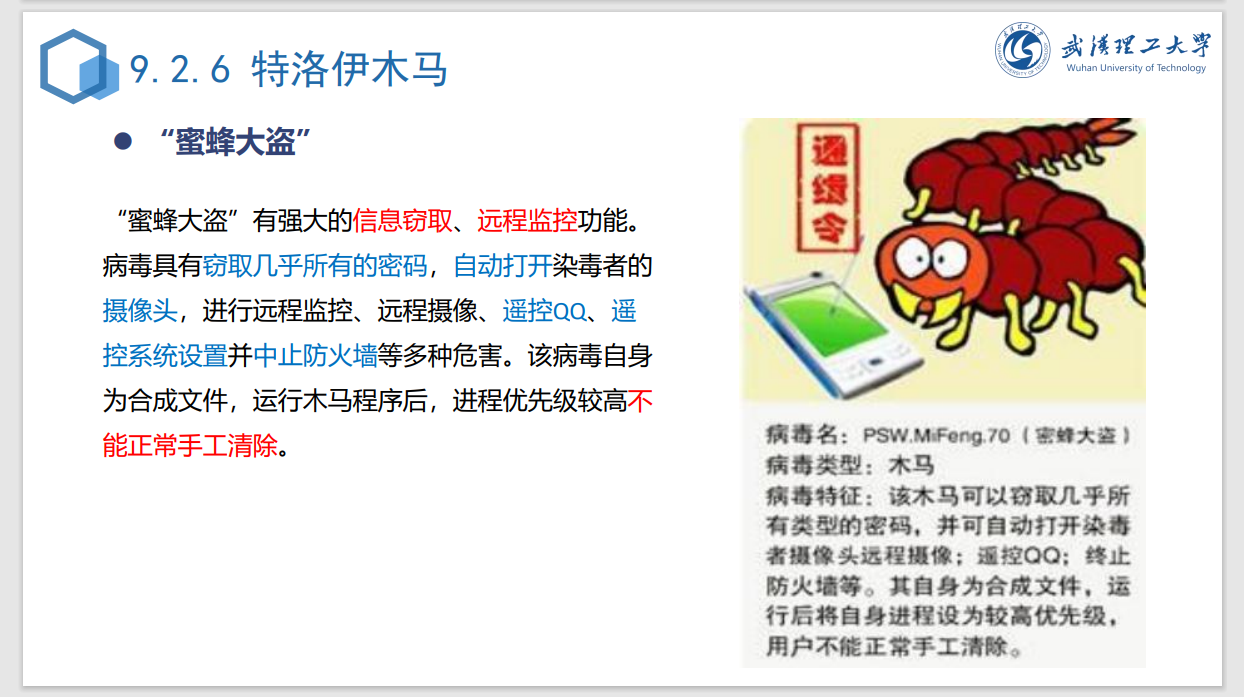 9.2.6 特洛伊木马
武汉理工大学
Wuhan University of Technology
● “蜜蜂大盗”
“蜜蜂大盗”有强大的信息窃取、远程监控功能。
病毒具有窃取几乎所有的密码，自动打开染毒者的
摄像头，进行远程监控、远程摄像、遥控QQ、遥
控系统设置并中止防火墙等多种危害。该病毒自身
为合成文件，运行木马程序后，进程优先级较高不
能正常手工清除。
通缉令
病毒名：PSW.MiFeng.70（蜜蜂大盗）
病毒类型：木马
病毒特征：该木马可以窃取几乎所
有类型的密码，并可自动打开染毒
者摄像头远程摄像；遥控QQ；终止
防火墙等。其自身为合成文件，运
行后将自身进程设为较高优先级，
用户不能正常手工清除。